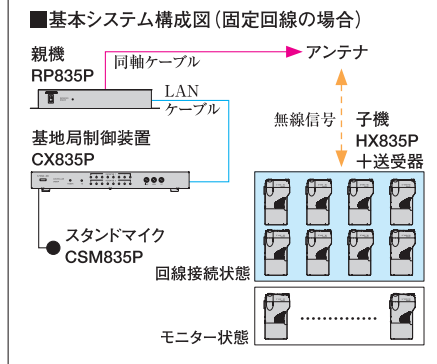 ■基本システム構成図(固定回線の場合)
親機
RP835P
同軸ケーブル
アンテナ
LAN
ケーブル
無線信号
子機
HX835P
＋送受器
基地局制御装置
CX835P
スタンドマイク
CSM835P
回線接続状態
モニター状態